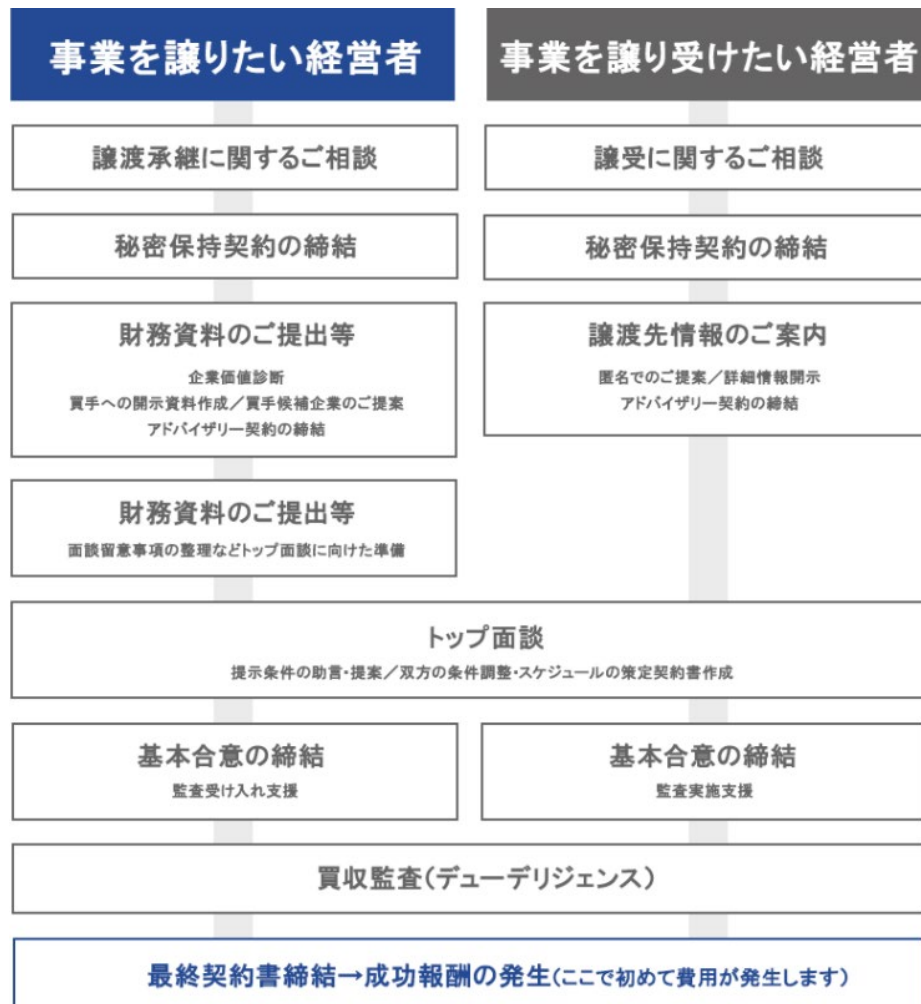 事業を譲りたい経営者
事業を譲り受けたい経営者
譲渡承継に関するご相談
譲受に関するご相談
秘密保持契約の締結
秘密保持契約の締結
財務資料のご提出等
企業価値診断
買手への開示資料作成／買手候補企業のご提案
アドバイザリー契約の締結
譲渡先情報のご案内
匿名でのご提案／詳細情報開示
アドバイザリー契約の締結
財務資料のご提出等
面談留意事項の整理などトップ面談に向けた準備
トップ面談
提示条件の助言・提案／双方の条件調整・スケジュールの策定契約書作成
基本合意の締結
監査受け入れ支援
基本合意の締結
監査実施支援
買収監査（デューデリジェンス）
最終契約書締結→成功報酬の発生（ここで初めて費用が発生します）